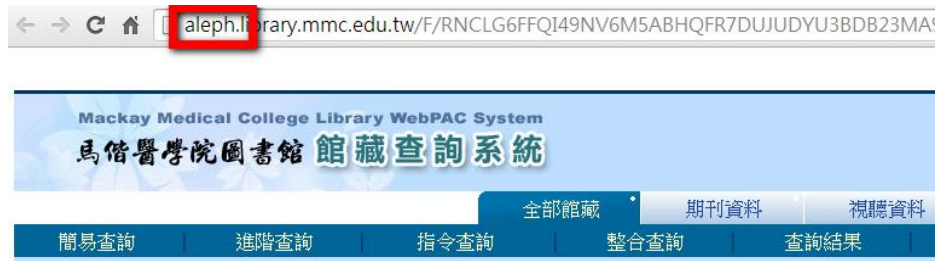 aleph.library.mmc.edu.tw/F/RNCLG6FFQI49NV6M5ABHQFR7DUJUDYU3BDB23MA9
Mackay Medical College Library WebPAC System
馬偕醫學院圖書館 館藏查詢系統
全部館藏 期刊資料 視聽資料
簡易查詢 進階查詢 指令查詢 整合查詢 查詢結果